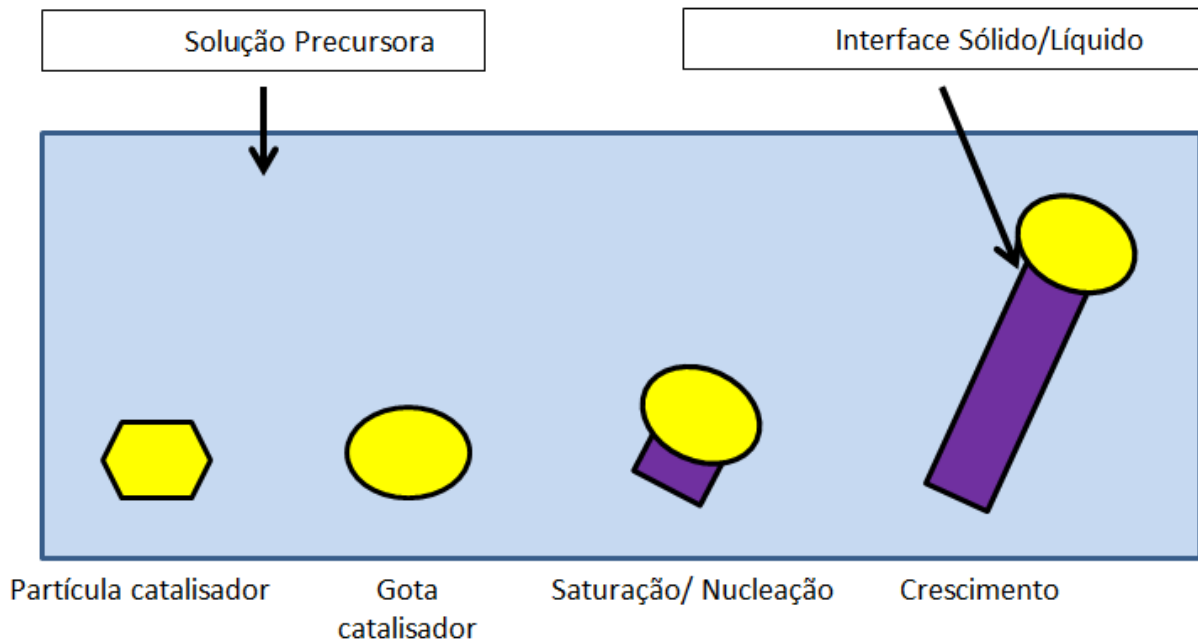 Solução Precursora
Interface Sólido/Líquido
Partícula catalisador
Gota
catalisador
Saturação/ Nucleação
Crescimento